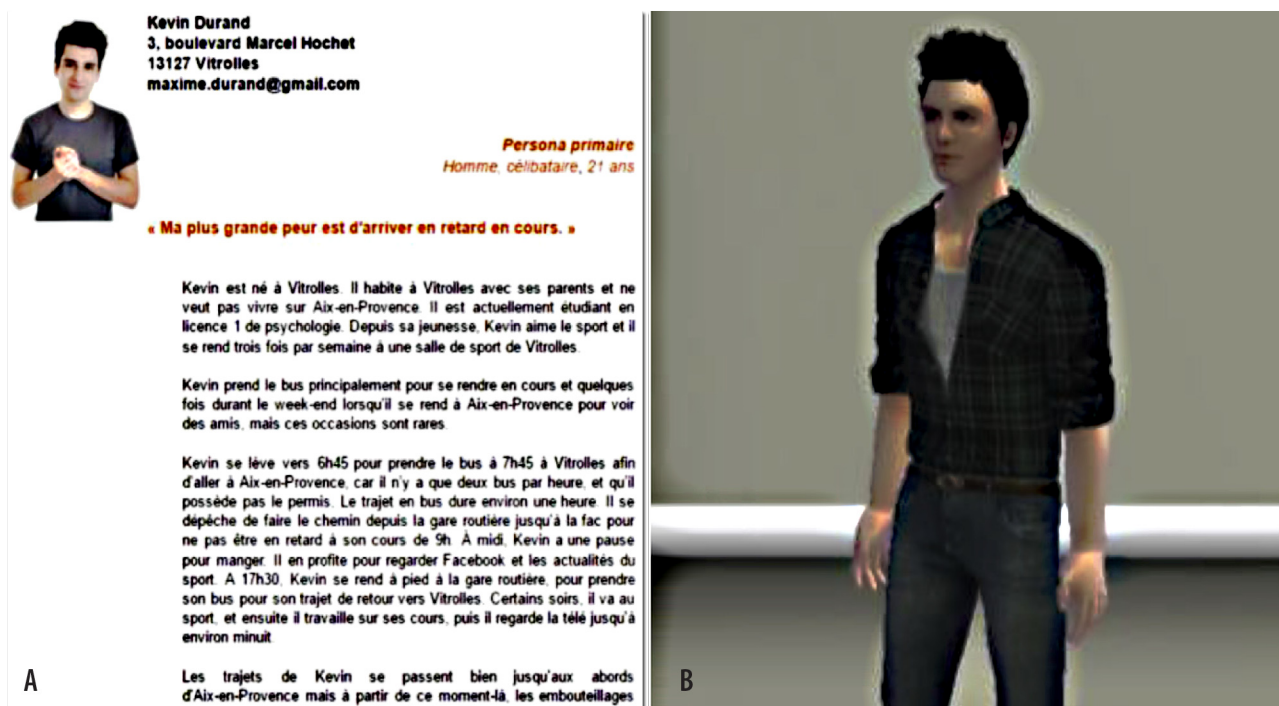 Kevin Durand
3, boulevard Marcel Hochet
13127 Vitrolles
maxime.durand@gmail.com
Persona primaire
Homme, célibataire, 21 ans
« Ma plus grande peur est d'arriver en retard en cours. »
Kevin est né à Vitrolles. Il habite à Vitrolles avec ses parents et ne
veut pas vivre sur Aix-en-Provence. Il est actuellement étudiant en
licence 1 de psychologie. Depuis sa jeunesse, Kevin aime le sport et il
se rend trois fois par semaine à une salle de sport de Vitrolles.
Kevin prend le bus principalement pour se rendre en cours et quelques
fois durant le week-end lorsqu'il se rend à Aix-en-Provence pour voir
des amis, mais ces occasions sont rares.
Kevin se lève vers 6h45 pour prendre le bus à 7h45 à Vitrolles afin
d'aller à Aix-en-Provence, car il n'y a que deux bus par heure, et qu'il
possède pas le permis. Le trajet en bus dure environ une heure. Il se
dépêche de faire le chemin depuis la gare routière jusqu'à la fac pour
ne pas être en retard à son cours de 9h. À midi, Kevin a une pause
pour manger. Il en profite pour regarder Facebook et les actualités du
sport. A 17h30, Kevin se rend à pied à la gare routière, pour prendre
son bus pour son trajet de retour vers Vitrolles. Certains soirs, il va au
sport, et ensuite il travaille sur ses cours, puis il regarde la télé jusqu'à
environ minuit.
Les trajets de Kevin se passent bien jusqu'aux abords
d'Aix-en-Provence mais à partir de ce moment-là, les embouteillages
A
B